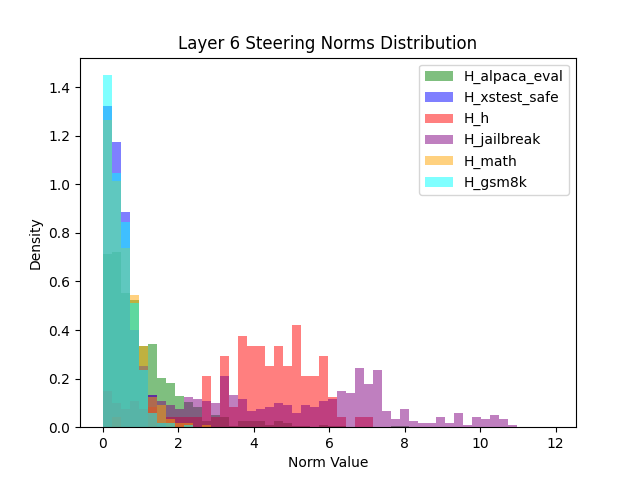 Layer 6 Steering Norms Distribution
H_alpaca_eval
H_xstest_safe
H_h
H_jailbreak
H_math
H_gsm8k
Density
1.4
1.2
1.0
0.8
0.6
0.4
0.2
0.0
0 2 4 6 8 10 12
Norm Value